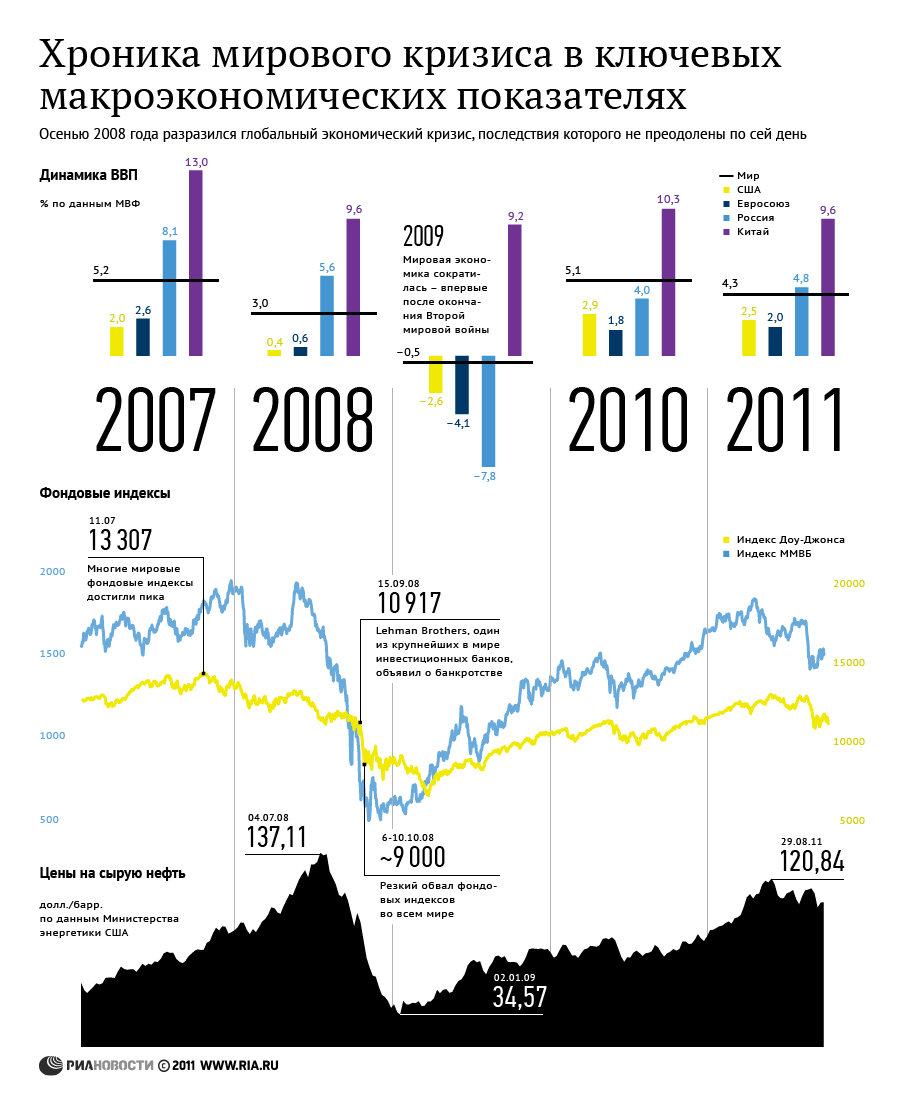 Хроника мирового кризиса в ключевых
макроэкономических показателях
Осенью 2008 года разразился глобальный экономический кризис, последствия которого не преодолены по сей день
Динамика ВВП
% по данным МВФ
Мир
США
Евросоюз
Россия
Китай
5,2
2,0
2,6
8,1
13,0
3,0
0,4
0,6
5,6
9,6
2009
Мировая эконо-
мика сократи-
лась – впервые
после оконча-
ния Второй
мировой войны
–0,5
–2,6
–4,1
–7,8
9,2
5,1
2,9
1,8
4,0
10,3
4,3
2,5
2,0
4,8
9,6
2007
2008
2010
2011
Фондовые индексы
Индекс Доу-Джонса
Индекс ММВБ
2000
1500
1000
500
20000
15000
10000
5000
11.07
13 307
Многие мировые
фондовые индексы
достигли пика
15.09.08
10 917
Lehman Brothers, один
из крупнейших в мире
инвестиционных банков,
объявил о банкротстве
6-10.10.08
~9 000
Резкий обвал фондо-
вых индексов
во всем мире
Цены на сырую нефть
долл./барр.
по данным Министерства
энергетики США
04.07.08
137,11
02.01.09
34,57
29.08.11
120,84
РИАНОВОСТИ © 2011 WWW.RIA.RU